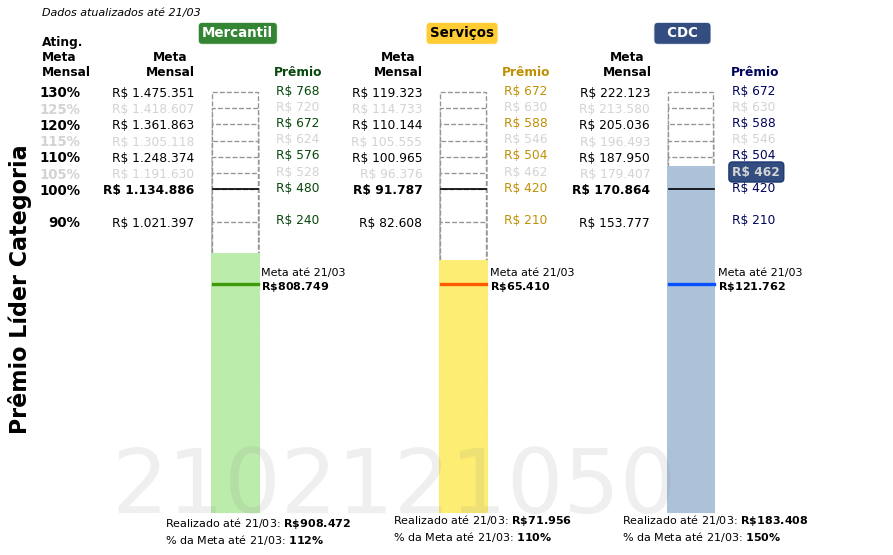 Dados atualizados até 21/03
Mercantil Serviços CDC
Ating.
Meta Meta Meta Meta
Mensal Mensal Prêmio Mensal Prêmio Mensal Prêmio
130% R$ 1.475.351 R$ 768 R$ 119.323 R$ 672 R$ 222.123 R$ 672
125% R$ 1.418.607 R$ 720 R$ 114.733 R$ 630 R$ 213.580 R$ 630
120% R$ 1.361.863 R$ 672 R$ 110.144 R$ 588 R$ 205.036 R$ 588
115% R$ 1.305.118 R$ 624 R$ 105.555 R$ 546 R$ 196.493 R$ 546
110% R$ 1.248.374 R$ 576 R$ 100.965 R$ 504 R$ 187.950 R$ 504
105% R$ 1.191.630 R$ 528 R$ 96.376 R$ 462 R$ 179.407 R$ 462
100% R$ 1.134.886 R$ 480 R$ 91.787 R$ 420 R$ 170.864 R$ 420
90% R$ 1.021.397 R$ 240 R$ 82.608 R$ 210 R$ 153.777 R$ 210
Meta até 21/03 Meta até 21/03 Meta até 21/03
R$808.749 R$65.410 R$121.762
Prêmio Líder Categoria
2102121050
Realizado até 21/03: R$908.472 Realizado até 21/03: R$71.956 Realizado até 21/03: R$183.408
% da Meta até 21/03: 112% % da Meta até 21/03: 110% % da Meta até 21/03: 150%